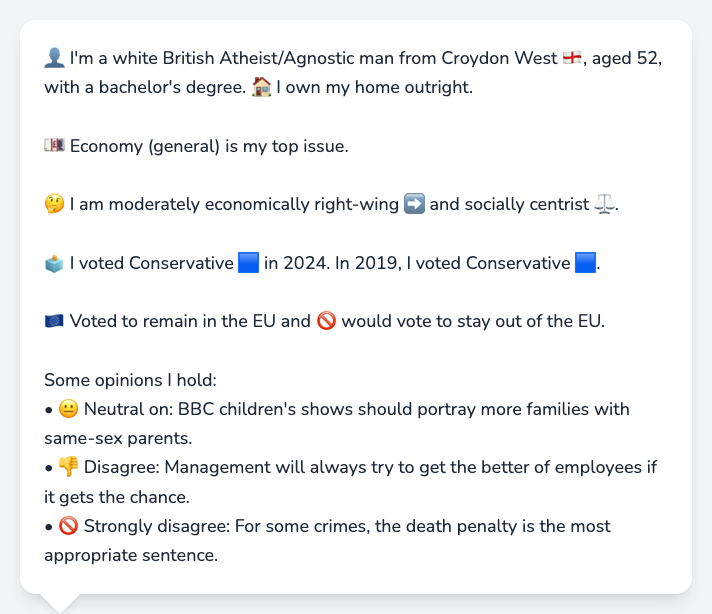 👤 I'm a white British Atheist/Agnostic man from Croydon West 🏴󠁧󠁢󠁥󠁮󠁧󠁿, aged 52,
with a bachelor's degree. 🏠 I own my home outright.
💷 Economy (general) is my top issue.
🤔 I am moderately economically right-wing ➡️ and socially centrist ⚖️.
🗳️ I voted Conservative 🟦 in 2024. In 2019, I voted Conservative 🟦.
🇪🇺 Voted to remain in the EU and 🚫 would vote to stay out of the EU.
Some opinions I hold:
• 😐 Neutral on: BBC children's shows should portray more families with
same-sex parents.
• 👎 Disagree: Management will always try to get the better of employees if
it gets the chance.
• 🚫 Strongly disagree: For some crimes, the death penalty is the most
appropriate sentence.